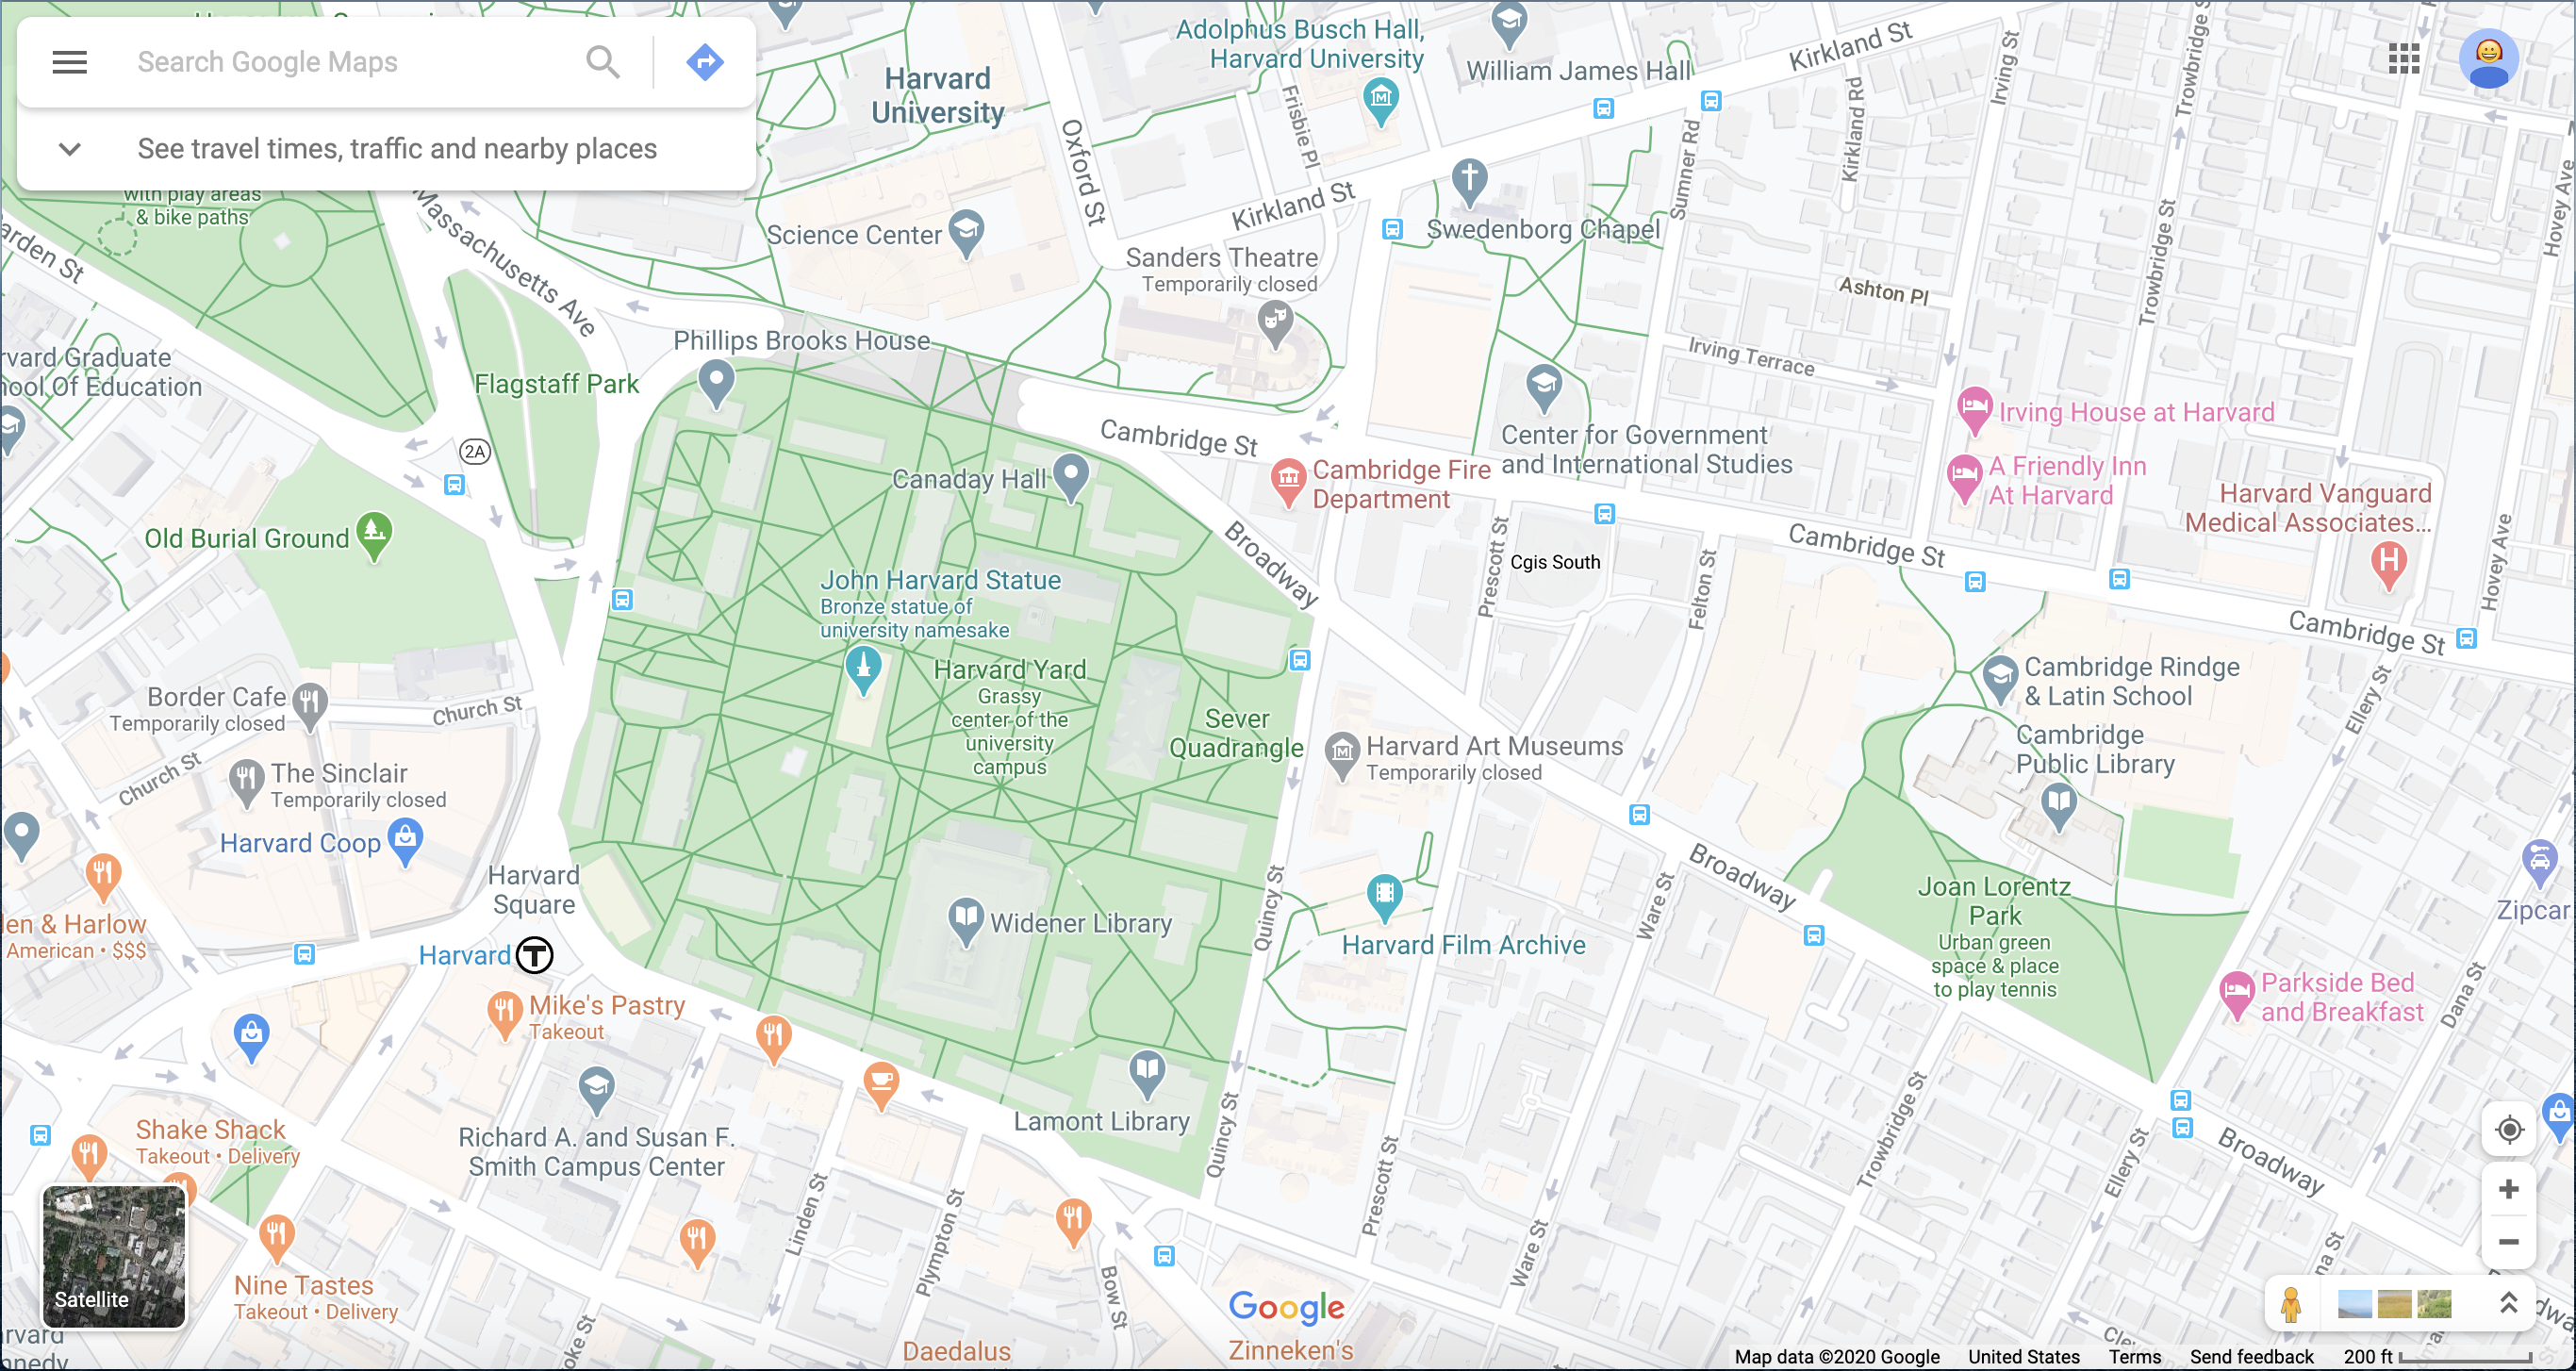 Search Google Maps
See travel times, traffic and nearby places
with play areas
& bike paths
Harvard
University
Adolphus Busch Hall,
Harvard University
William James Hall
Kirkland St
Irving St
Trowbridge S
Frisbie Pl
Oxford St
Kirkland Rd
Sumner Rd
Hovey Ave
Massachusetts Ave
arden St
Science Center
Kirkland St
Swedenborg Chapel
Sanders Theatre
Temporarily closed
Trowbridge St
Ashton Pl
Irving Terrace
rvard Graduate
hool Of Education
Phillips Brooks House
Flagstaff Park
2A
Cambridge St
Canaday Hall
Cambridge Fire
Department
Center for Government
and International Studies
Irving House at Harvard
A Friendly Inn
At Harvard
Harvard Vanguard
Medical Associates...
H
Old Burial Ground
Broadway
Prescott St
Cgis South
Felton St
Cambridge St
Hovey Ave
Cambridge St
John Harvard Statue
Bronze statue of
university namesake
Harvard Yard
Grassy
center of the
university
campus
Sever
Quadrangle
Border Cafe
Temporarily closed
Church St
Church St
The Sinclair
Temporarily closed
Harvard Art Museums
Temporarily closed
Cambridge Rindge
& Latin School
Cambridge
Public Library
Ellery St
Harvard Coop
Harvard
Square
Broadway
Joan Lorentz
Park
Urban green
space & place
to play tennis
Zipcar
len & Harlow
American • $$$
Harvard
T
Widener Library
Quincy St
Harvard Film Archive
Ware St
Parkside Bed
and Breakfast
Dana St
Mike's Pastry
Takeout
Shake Shack
Takeout • Delivery
Richard A. and Susan F.
Smith Campus Center
Lamont Library
Quincy St
Prescott St
Trowbridge St
Ellery St
Broadway
Linden St
Plympton St
Bow St
Ware St
na St
Satellite
Nine Tastes
Takeout • Delivery
rvard
nnedy
oke St
Daedalus
Google
Zinneken's
Cle
Map data ©2020 Google
United States
Terms
Send feedback
200 ft